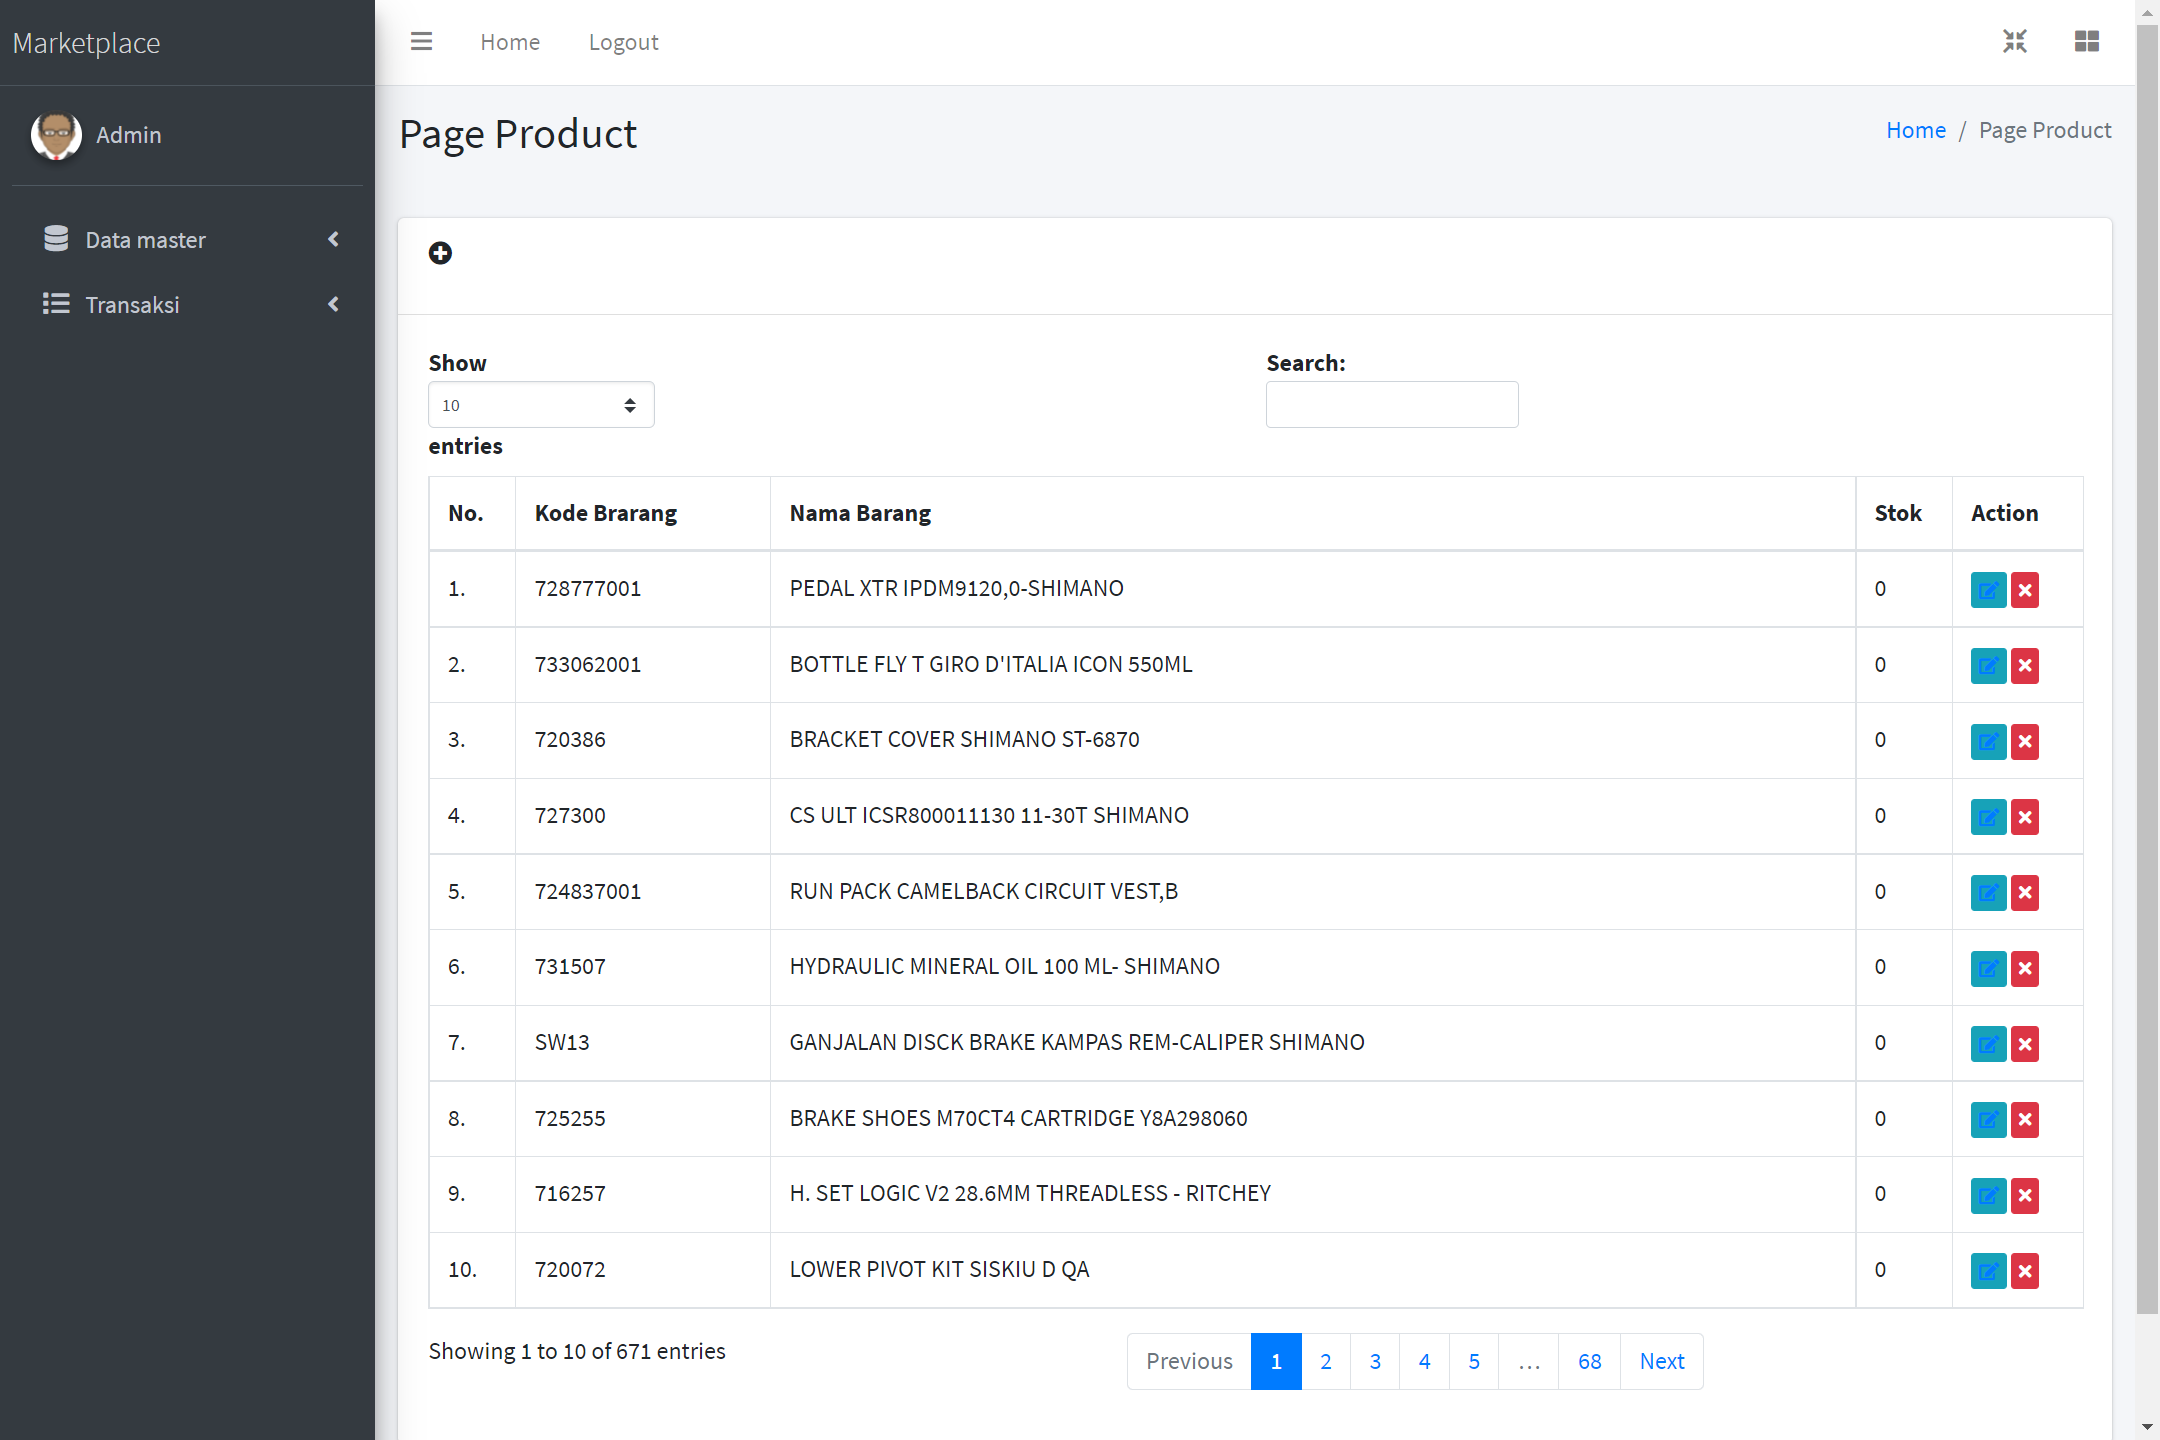 Marketplace
Home
Logout
Admin
Page Product
Home / Page Product
Data master
Transaksi
Show
Search:
10
entries
No. Kode Brarang Nama Barang Stok Action
1. 728777001 PEDAL XTR IPDM9120,0-SHIMANO 0
2. 733062001 BOTTLE FLY T GIRO D'ITALIA ICON 550ML 0
3. 720386 BRACKET COVER SHIMANO ST-6870 0
4. 727300 CS ULT ICSR800011130 11-30T SHIMANO 0
5. 724837001 RUN PACK CAMELBACK CIRCUIT VEST,B 0
6. 731507 HYDRAULIC MINERAL OIL 100 ML- SHIMANO 0
7. SW13 GANJALAN DISCK BRAKE KAMPAS REM-CALIPER SHIMANO 0
8. 725255 BRAKE SHOES M70CT4 CARTRIDGE Y8A298060 0
9. 716257 H. SET LOGIC V2 28.6MM THREADLESS - RITCHEY 0
10. 720072 LOWER PIVOT KIT SISKIU D QA 0
Showing 1 to 10 of 671 entries
Previous 1 2 3 4 5 … 68 Next